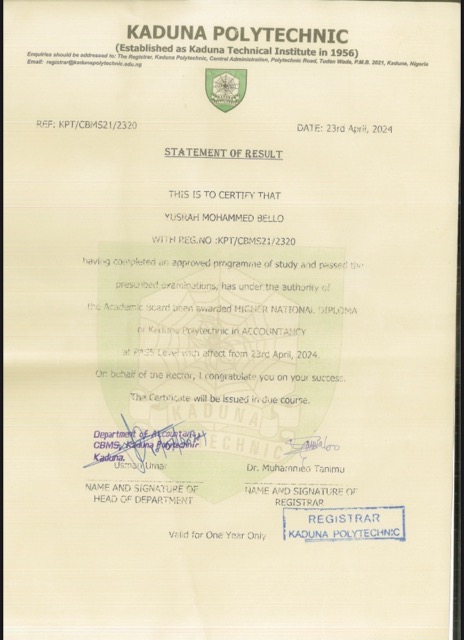 KADUNA POLYTECHNIC
(Established as Kaduna Technical Institute in 1956)
Enquiries should be addressed to: The Registrar, Kaduna Polytechnic, Central Administration, Polytechnic Road, Tudun Wada, P.M.B. 2021, Kaduna, Nigeria
Email: registrar@kadunapolytechnic.edu.ng
REF: KPT/CBMS21/2320 DATE: 23rd April, 2024
STATEMENT OF RESULT
THIS IS TO CERTIFY THAT
YUSRAH MOHAMMED BELLO
WITH REG.NO :KPT/CBMS21/2320
having completed an approved programme of study and passed the
prescribed examinations, has under the authority of
the Academic Board been awarded HIGHER NATIONAL DIPLOMA
of Kaduna Polytechnic in ACCOUNTANCY
at PASS Level with effect from 23rd April, 2024.
On behalf of the Rector, I congratulate you on your success.
The Certificate will be issued in due course.
KADUNA
POLYTECHNIC
Department of Accountancy
CBMS, Kaduna Polytechnic
Kaduna.
Usman Umar Dr. Muhammed Tanimu
NAME AND SIGNATURE OF NAME AND SIGNATURE OF
HEAD OF DEPARTMENT REGISTRAR
REGISTRAR
KADUNA POLYTECHNIC
Valid for One Year Only